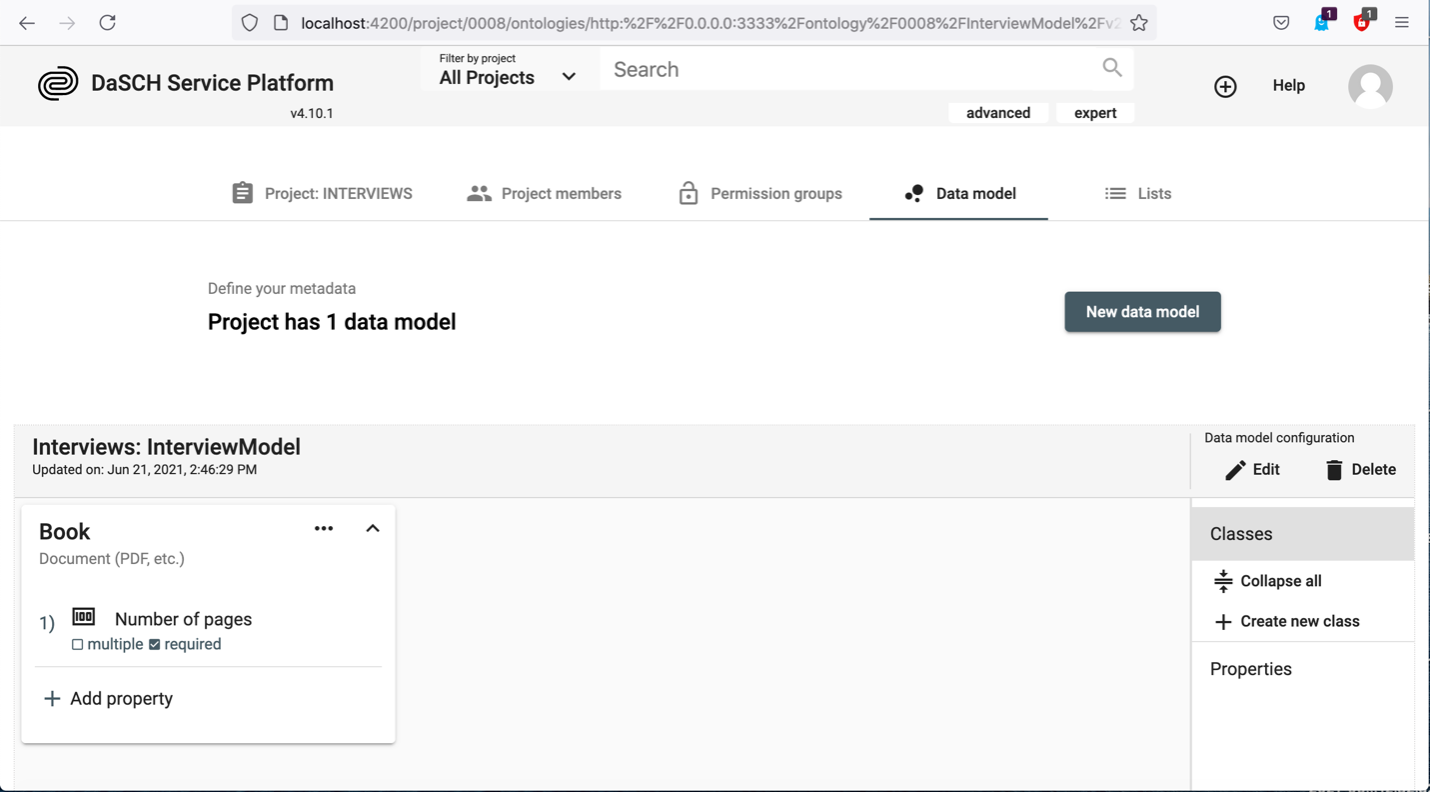 localhost:4200/project/0008/ontologies/http:%2F%2F0.0.0.0:3333%2Fontology%2F0008%2FInterviewModel%2Fv2
1
1
DaSCH Service Platform
v4.10.1
Filter by project
All Projects
Search
advanced
expert
Help
Project: INTERVIEWS
Project members
Permission groups
Data model
Lists
Define your metadata
Project has 1 data model
New data model
Interviews: InterviewModel
Updated on: Jun 21, 2021, 2:46:29 PM
Data model configuration
Edit
Delete
Book
Document (PDF, etc.)
1) 100 Number of pages
multiple required
Add property
Classes
Collapse all
Create new class
Properties